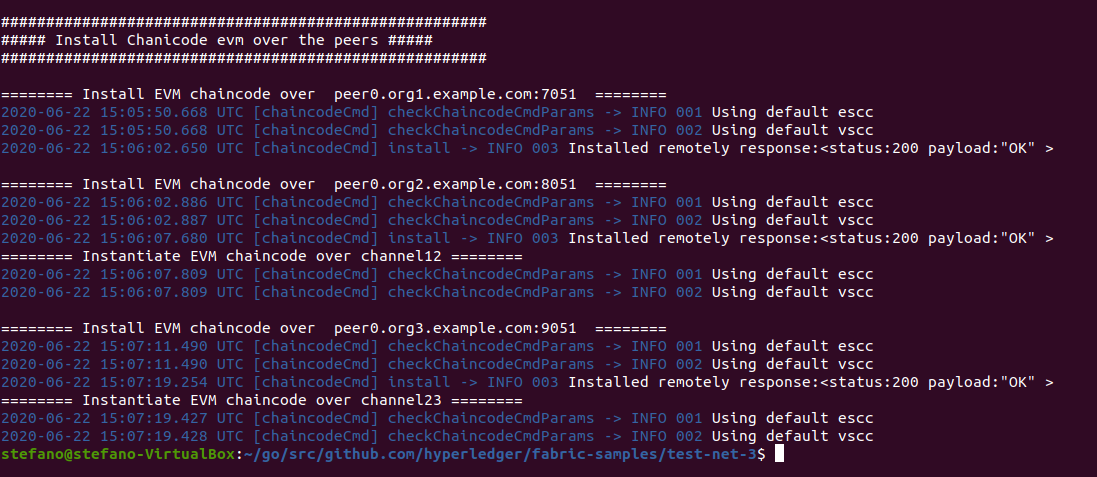 ######################################################
##### Install Chanicode evm over the peers #####
######################################################
======== Install EVM chaincode over  peer0.org1.example.com:7051  ========
2020-06-22 15:05:50.668 UTC [chaincodeCmd] checkChaincodeCmdParams -> INFO 001 Using default escc
2020-06-22 15:05:50.668 UTC [chaincodeCmd] checkChaincodeCmdParams -> INFO 002 Using default vscc
2020-06-22 15:06:02.650 UTC [chaincodeCmd] install -> INFO 003 Installed remotely response:<status:200 payload:"OK" >
======== Install EVM chaincode over  peer0.org2.example.com:8051  ========
2020-06-22 15:06:02.886 UTC [chaincodeCmd] checkChaincodeCmdParams -> INFO 001 Using default escc
2020-06-22 15:06:02.887 UTC [chaincodeCmd] checkChaincodeCmdParams -> INFO 002 Using default vscc
2020-06-22 15:06:07.680 UTC [chaincodeCmd] install -> INFO 003 Installed remotely response:<status:200 payload:"OK" >
======== Instantiate EVM chaincode over channel12 ========
2020-06-22 15:06:07.809 UTC [chaincodeCmd] checkChaincodeCmdParams -> INFO 001 Using default escc
2020-06-22 15:06:07.809 UTC [chaincodeCmd] checkChaincodeCmdParams -> INFO 002 Using default vscc
======== Install EVM chaincode over  peer0.org3.example.com:9051  ========
2020-06-22 15:07:11.490 UTC [chaincodeCmd] checkChaincodeCmdParams -> INFO 001 Using default escc
2020-06-22 15:07:11.490 UTC [chaincodeCmd] checkChaincodeCmdParams -> INFO 002 Using default vscc
2020-06-22 15:07:19.254 UTC [chaincodeCmd] install -> INFO 003 Installed remotely response:<status:200 payload:"OK" >
======== Instantiate EVM chaincode over channel23 ========
2020-06-22 15:07:19.427 UTC [chaincodeCmd] checkChaincodeCmdParams -> INFO 001 Using default escc
2020-06-22 15:07:19.428 UTC [chaincodeCmd] checkChaincodeCmdParams -> INFO 002 Using default vscc
stefano@stefano-VirtualBox:~/go/src/github.com/hyperledger/fabric-samples/test-net-3$